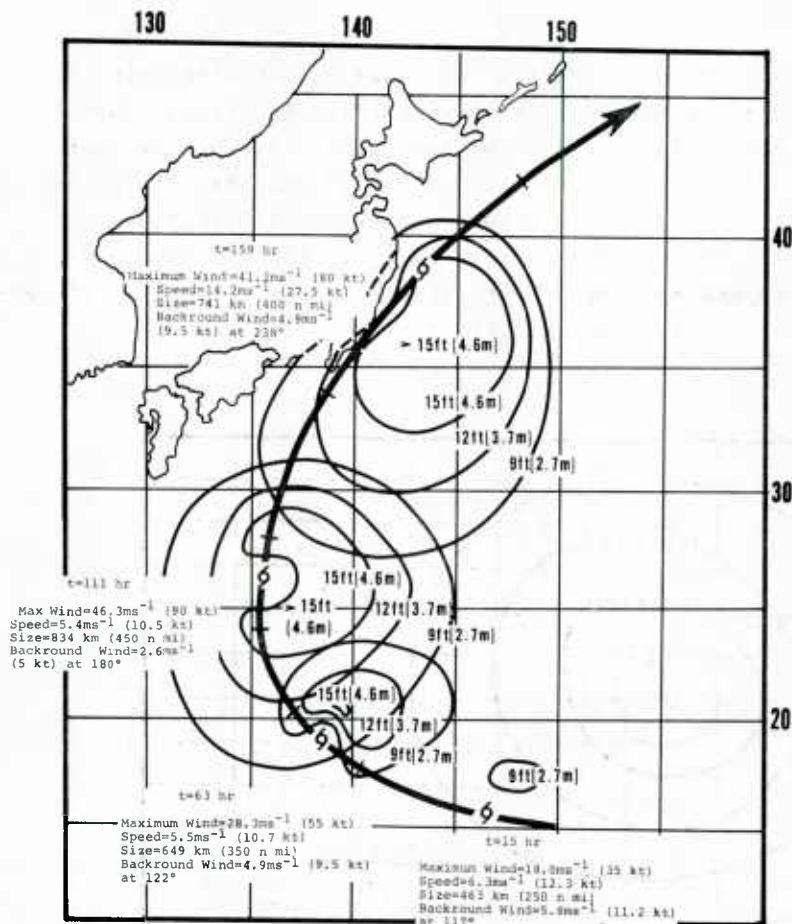 130 140 150
40
t=159 hr
Maximum Wind=41.2ms⁻¹ (80 kt)
Speed=14.2ms⁻¹ (27.5 kt)
Size=741 km (400 n mi)
Backround Wind=4.9ms⁻¹
(9.5 kt) at 238°
> 15ft(4.6m)
15ft(4.6m)
12ft(3.7m)
9ft(2.7m)
30
t=111 hr
Max Wind=46.3ms⁻¹ (90 kt)
Speed=5.4ms⁻¹ (10.5 kt)
Size=834 km (450 n mi)
Backround Wind=2.6ms⁻¹
(5 kt) at 180°
15ft(4.6m)
> 15ft
(4.6m)
12ft(3.7m)
9ft(2.7m)
20
15ft(4.6m)
12ft(3.7m)
9ft(2.7m)
9ft(2.7m)
t=63 hr
Maximum Wind=28.3ms⁻¹ (55 kt)
Speed=5.5ms⁻¹ (10.7 kt)
Size=649 km (350 n mi)
Backround Wind=4.9ms⁻¹ (9.5 kt)
at 122°
t=15 hr
Maximum Wind=18.0ms⁻¹ (35 kt)
Speed=6.3ms⁻¹ (12.3 kt)
Size=463 km (250 n mi)
Backround Wind=5.8ms⁻¹ (11.2 kt)
117°